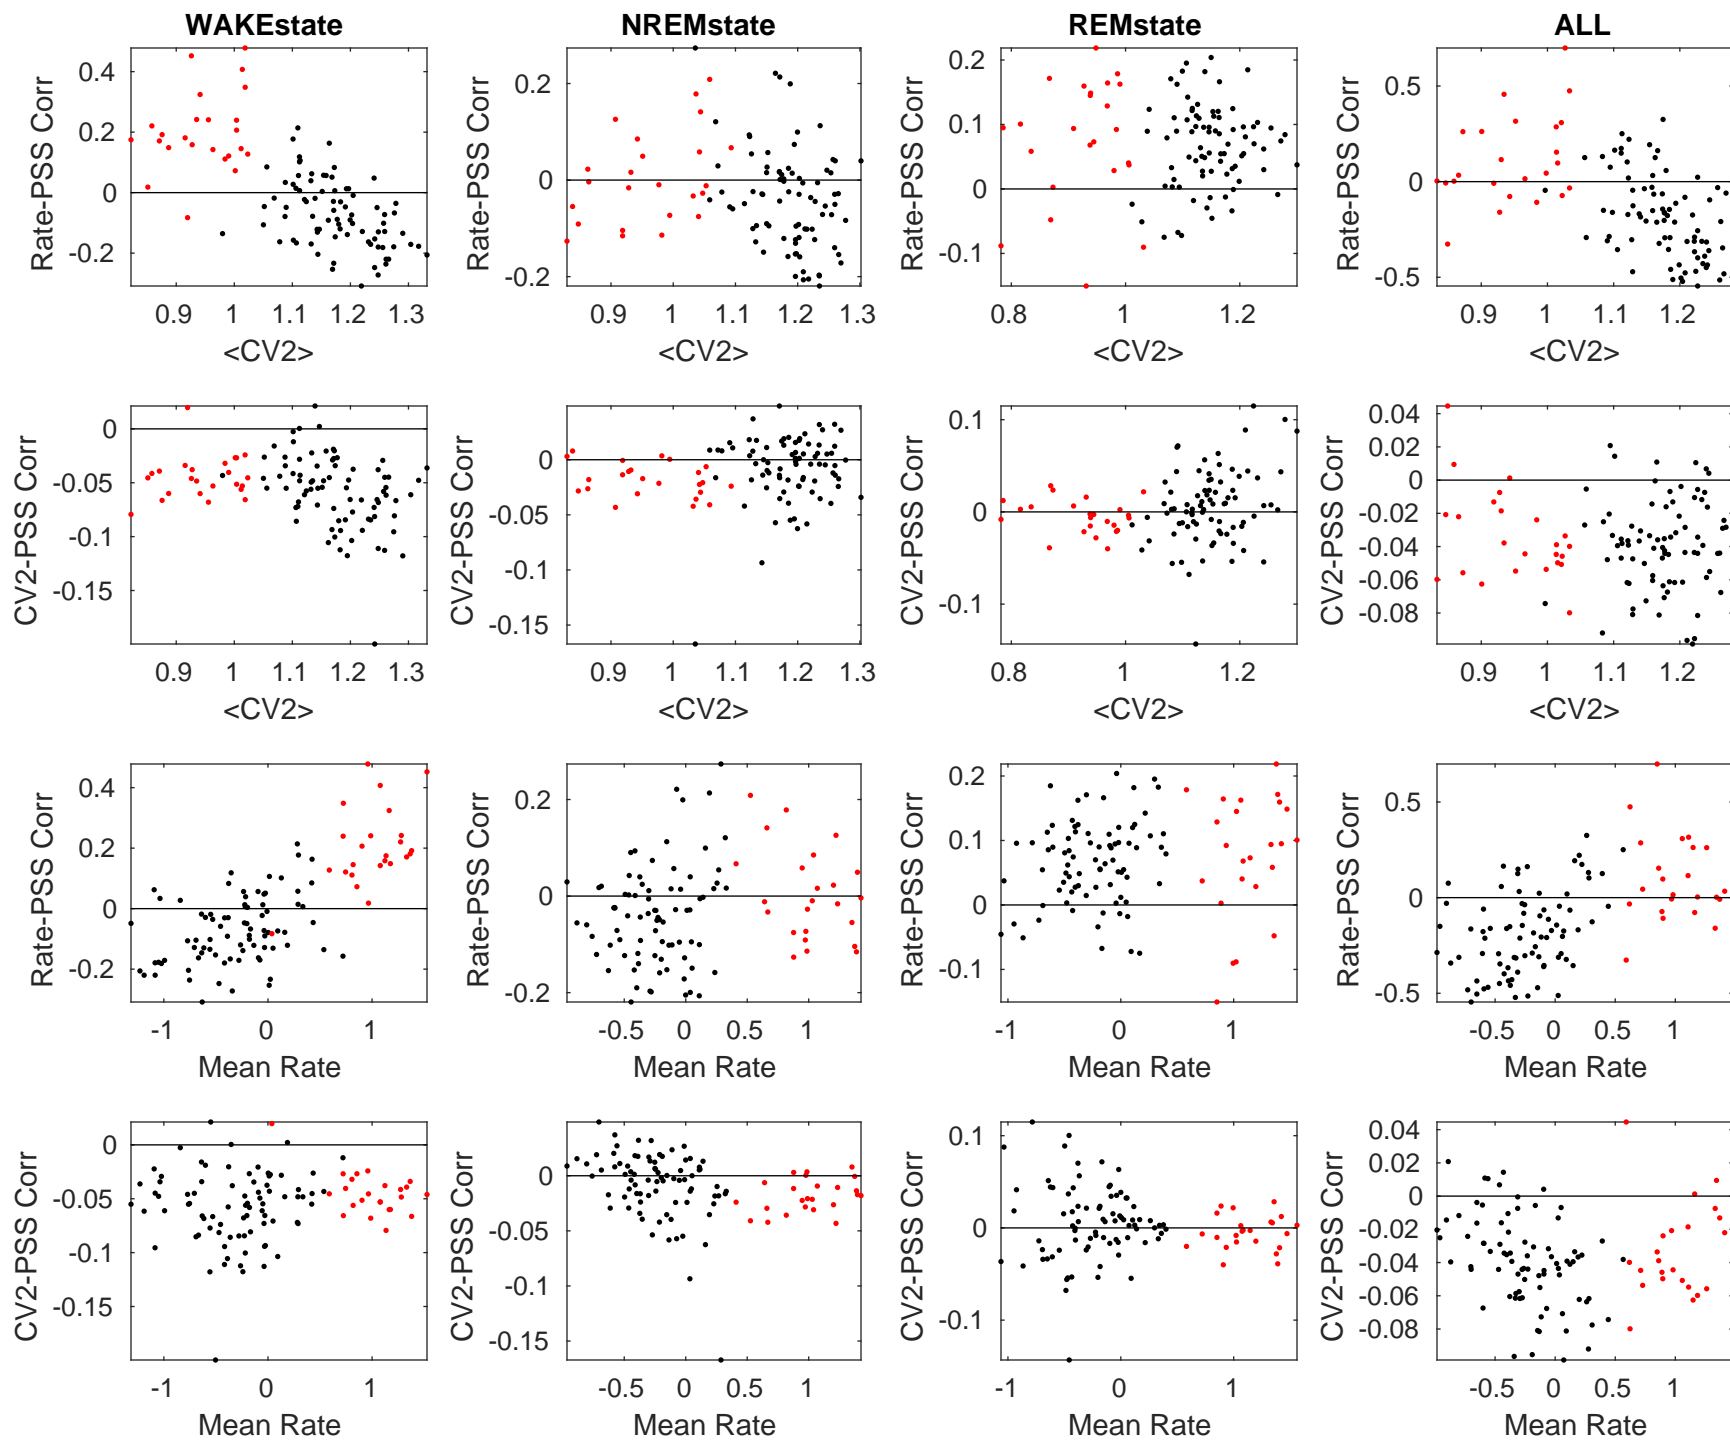 WAKEstate NREMstate REMstate ALL
Rate-PSS Corr 0.4 0.2 0 -0.2 0.9 1 1.1 1.2 1.3 <CV2>
Rate-PSS Corr 0.2 0 -0.2 0.9 1 1.1 1.2 1.3 <CV2>
Rate-PSS Corr 0.2 0.1 0 -0.1 0.8 1 1.2 <CV2>
Rate-PSS Corr 0.5 0 -0.5 0.9 1 1.1 1.2 <CV2>
CV2-PSS Corr 0 -0.05 -0.1 -0.15 0.9 1 1.1 1.2 1.3 <CV2>
CV2-PSS Corr 0 -0.05 -0.1 -0.15 0.9 1 1.1 1.2 1.3 <CV2>
CV2-PSS Corr 0.1 0 -0.1 0.8 1 1.2 <CV2>
CV2-PSS Corr 0.04 0.02 0 -0.02 -0.04 -0.06 -0.08 0.9 1 1.1 1.2 <CV2>
Rate-PSS Corr 0.4 0.2 0 -0.2 -1 0 1 Mean Rate
Rate-PSS Corr 0.2 0 -0.2 -0.5 0 0.5 1 Mean Rate
Rate-PSS Corr 0.2 0.1 0 -0.1 -1 0 1 Mean Rate
Rate-PSS Corr 0.5 0 -0.5 -0.5 0 0.5 1 Mean Rate
CV2-PSS Corr 0 -0.05 -0.1 -0.15 -1 0 1 Mean Rate
CV2-PSS Corr 0 -0.05 -0.1 -0.15 -0.5 0 0.5 1 Mean Rate
CV2-PSS Corr 0.1 0 -0.1 -1 0 1 Mean Rate
CV2-PSS Corr 0.04 0.02 0 -0.02 -0.04 -0.06 -0.08 -0.5 0 0.5 1 Mean Rate